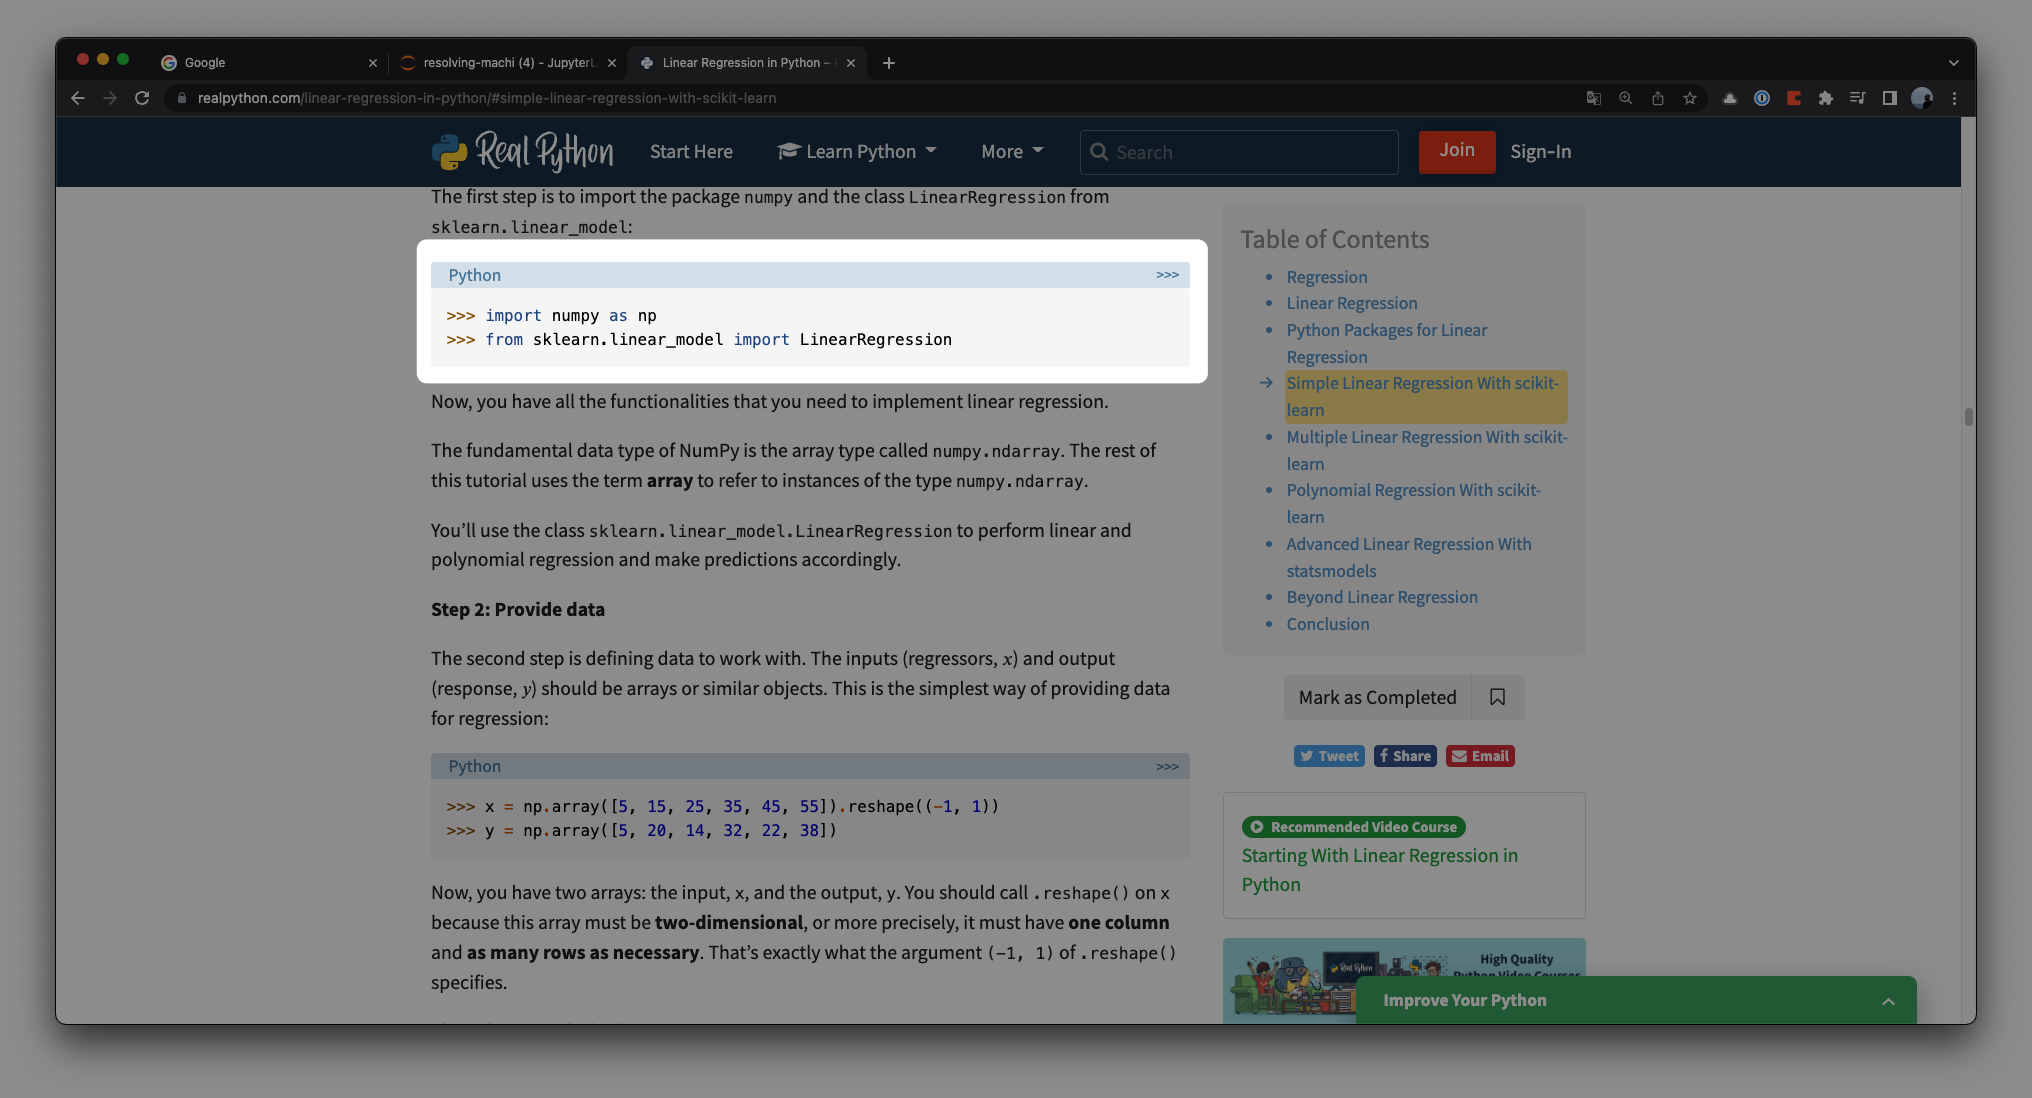 Google
resolving-machi (4) - JupyterL
Linear Regression in Python –
realpython.com/linear-regression-in-python/#simple-linear-regression-with-scikit-learn
Real Python
Start Here
Learn Python
More
Search
Join
Sign-In
The first step is to import the package numpy and the class LinearRegression from
sklearn.linear_model:
Python
>>>
>>> import numpy as np
>>> from sklearn.linear_model import LinearRegression
Now, you have all the functionalities that you need to implement linear regression.
The fundamental data type of NumPy is the array type called numpy.ndarray. The rest of
this tutorial uses the term array to refer to instances of the type numpy.ndarray.
You’ll use the class sklearn.linear_model.LinearRegression to perform linear and
polynomial regression and make predictions accordingly.
Step 2: Provide data
The second step is defining data to work with. The inputs (regressors, x) and output
(response, y) should be arrays or similar objects. This is the simplest way of providing data
for regression:
Python
>>>
>>> x = np.array([5, 15, 25, 35, 45, 55]).reshape((-1, 1))
>>> y = np.array([5, 20, 14, 32, 22, 38])
Now, you have two arrays: the input, x, and the output, y. You should call .reshape() on x
because this array must be two-dimensional, or more precisely, it must have one column
and as many rows as necessary. That’s exactly what the argument (-1, 1) of .reshape()
specifies.
Table of Contents
Regression
Linear Regression
Python Packages for Linear
Regression
Simple Linear Regression With scikit-
learn
Multiple Linear Regression With scikit-
learn
Polynomial Regression With scikit-
learn
Advanced Linear Regression With
statsmodels
Beyond Linear Regression
Conclusion
Mark as Completed
Tweet
Share
Email
Recommended Video Course
Starting With Linear Regression in
Python
Real Python
High Quality
Python Video Courses
Improve Your Python